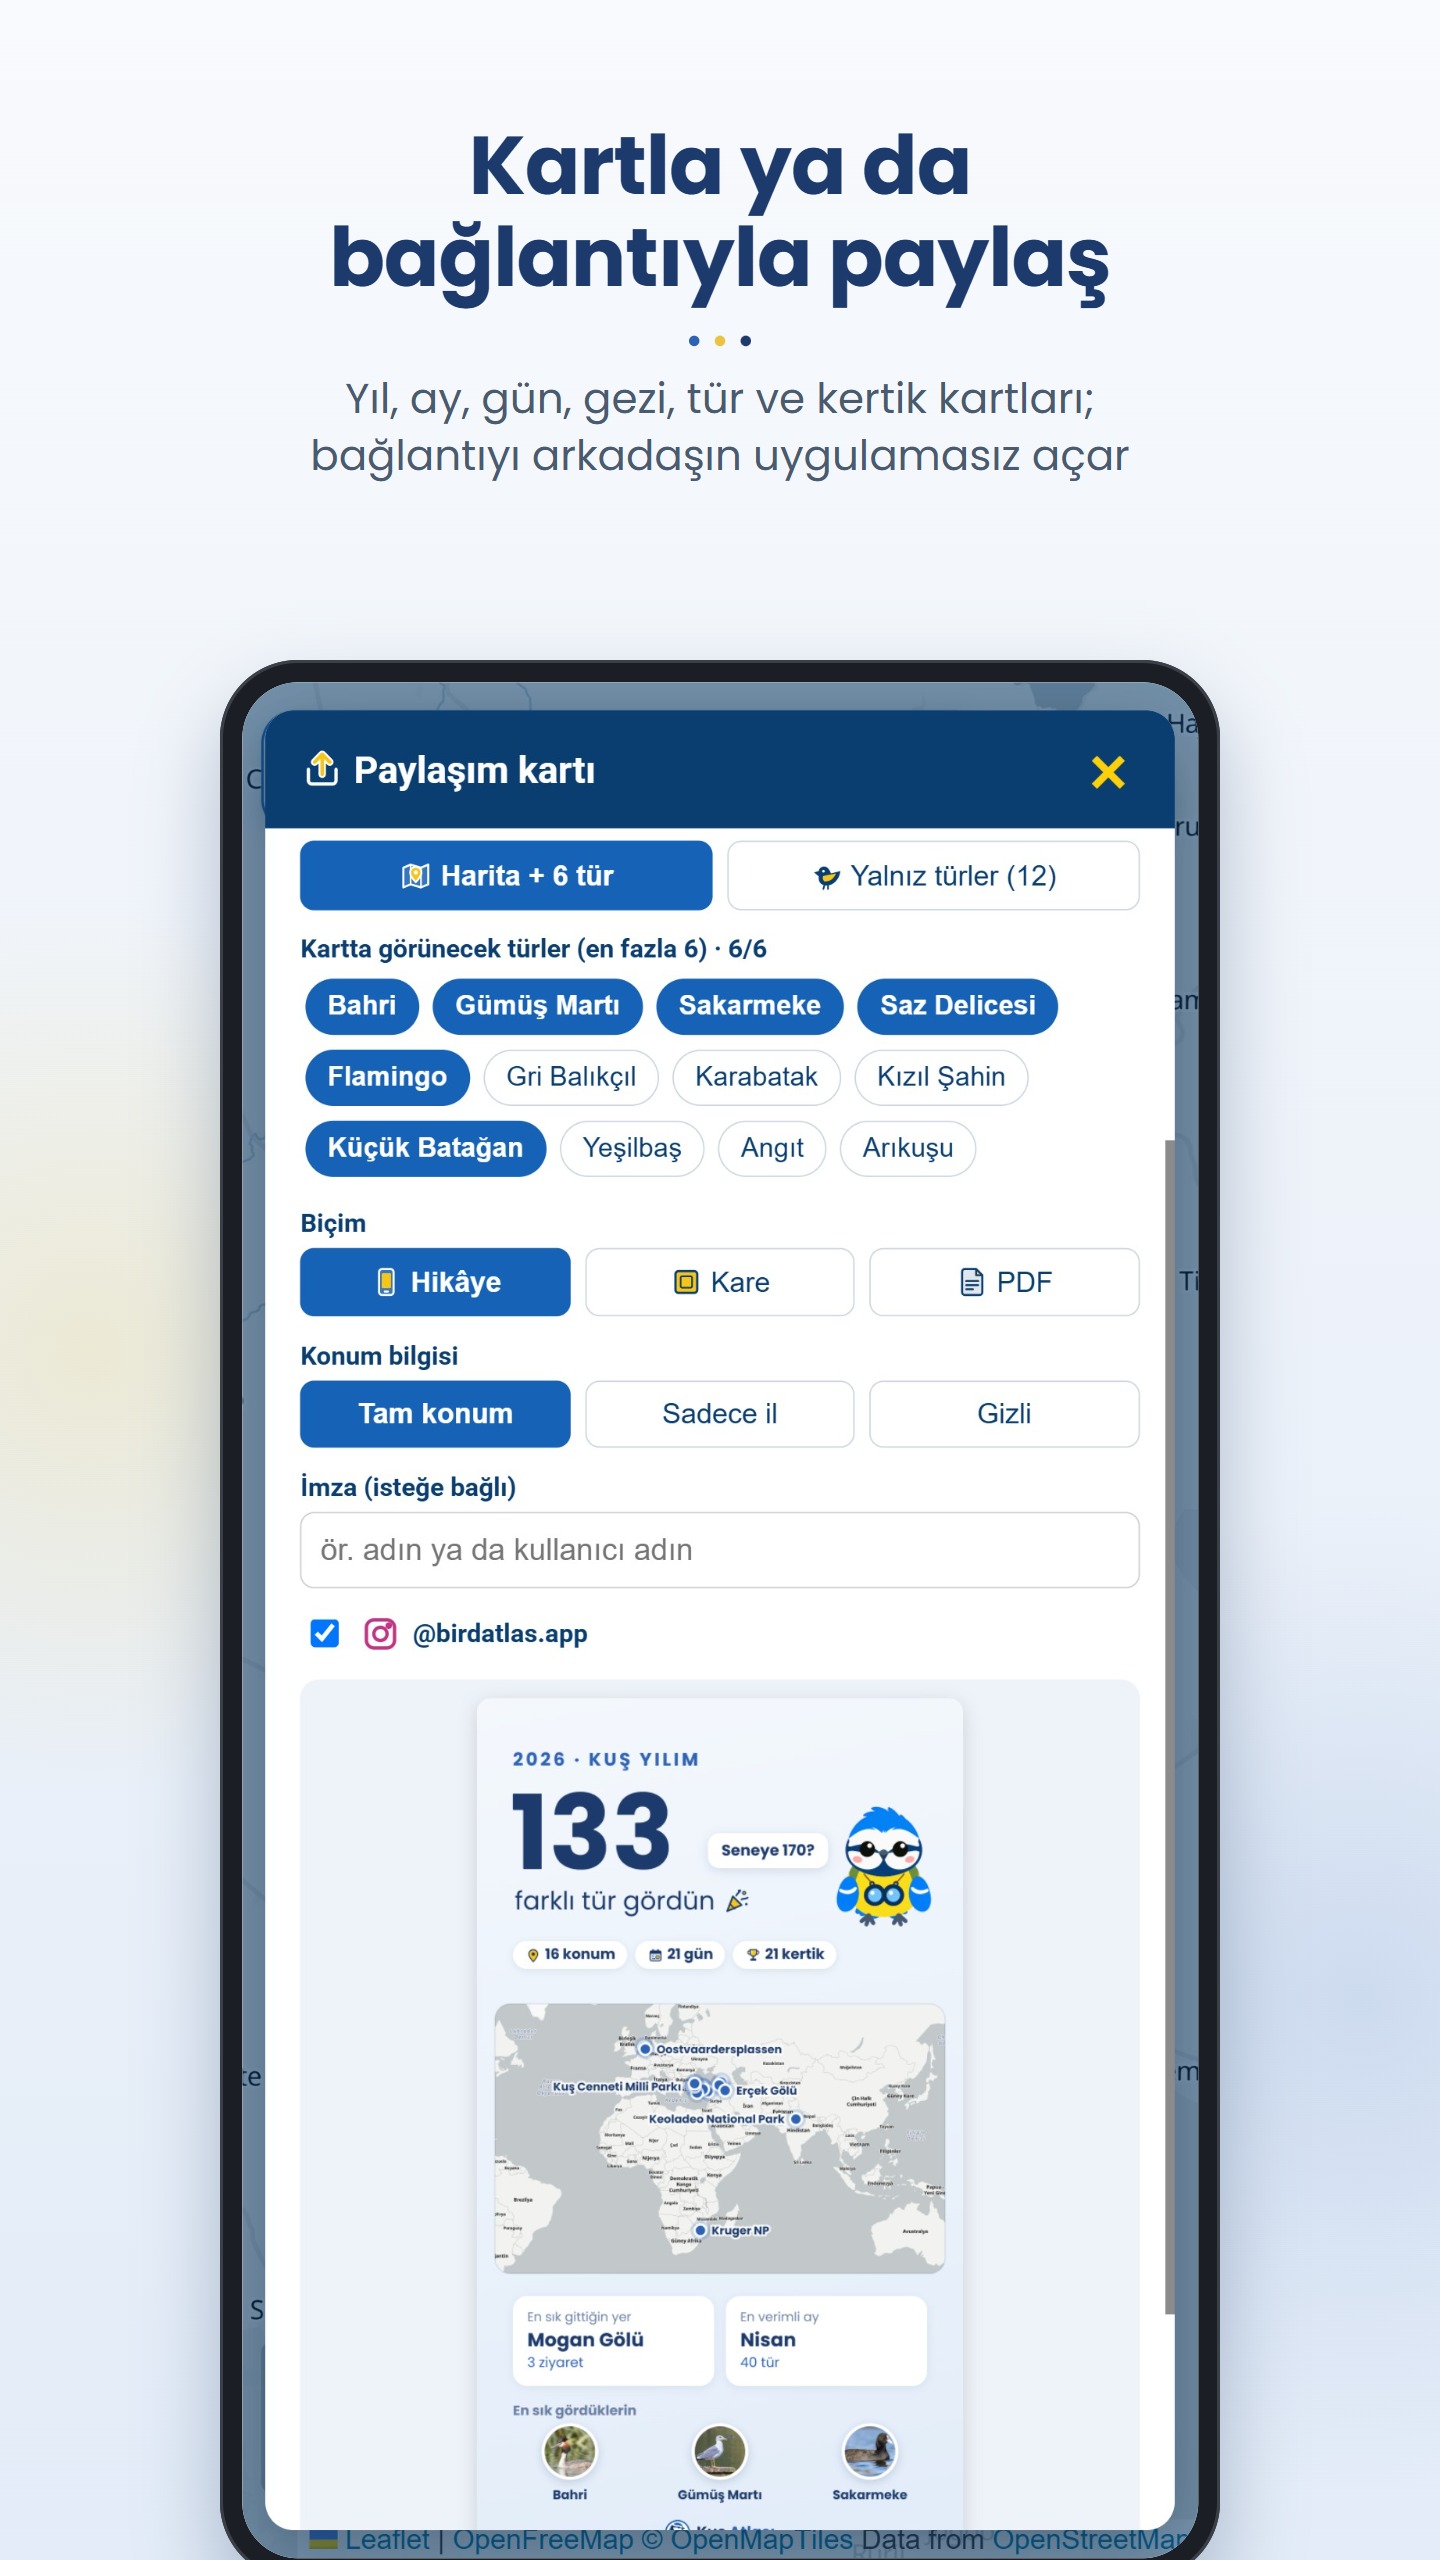 Kartla ya da
bağlantıyla paylaş
Yıl, ay, gün, gezi, tür ve kertik kartları;
bağlantıyı arkadaşın uygulamasız açar
Paylaşım kartı
Harita + 6 tür
Yalnız türler (12)
Kartta görünecek türler (en fazla 6) · 6/6
Bahri
Gümüş Martı
Sakarmeke
Saz Delicesi
Flamingo
Gri Balıkçıl
Karabatak
Kızıl Şahin
Küçük Batağan
Yeşilbaş
Angıt
Arıkuşu
Biçim
Hikâye
Kare
PDF
Konum bilgisi
Tam konum
Sadece il
Gizli
İmza (isteğe bağlı)
ör. adın ya da kullanıcı adın
@birdatlas.app
2026 · KUŞ YILIM
133
Seneye 170?
farklı tür gördün
16 konum
21 gün
21 kertik
Oostvaardersplassen
Kuş Cenneti Milli Parkı
Erçek Gölü
Keoladeo National Park
Kruger NP
En sık gittiğin yer
Mogan Gölü
3 ziyaret
En verimli ay
Nisan
40 tür
En sık gördüklerin
Bahri
Gümüş Martı
Sakarmeke
Leaflet | OpenFreeMap © OpenMapTiles Data from OpenStreetMap